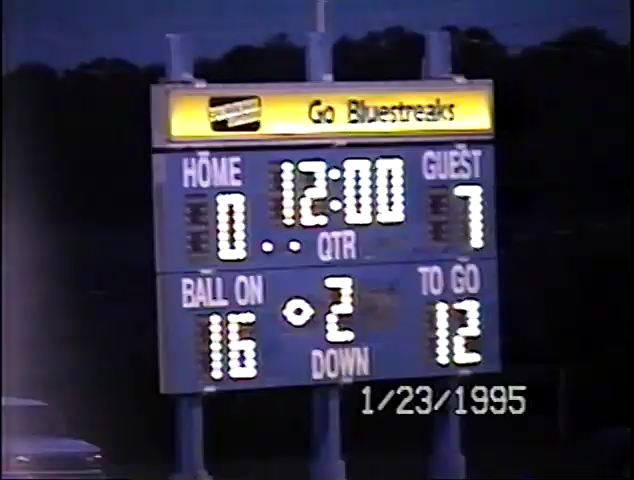 Go Bluestreaks
HOME 12:00 GUEST
0 7
QTR
BALL ON 2 TO GO
16 12
DOWN
1/23/1995